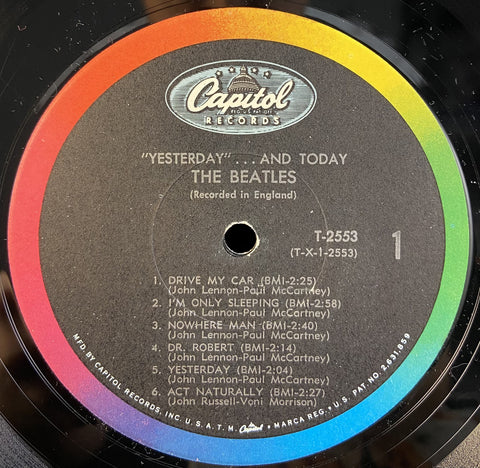 Capitol
RECORDS
"YESTERDAY" . . . AND TODAY
THE BEATLES
(Recorded in England)
T-2553
(T-X-1-2553)
1
1. DRIVE MY CAR (BMI-2:25)
(John Lennon-Paul McCartney)
2. I'M ONLY SLEEPING (BMI-2:58)
(John Lennon-Paul McCartney)
3. NOWHERE MAN (BMI-2:40)
(John Lennon-Paul McCartney)
4. DR. ROBERT (BMI-2:14)
(John Lennon-Paul McCartney)
5. YESTERDAY (BMI-2:04)
(John Lennon-Paul McCartney)
6. ACT NATURALLY (BMI-2:27)
(John Russell-Voni Morrison)
MFD. BY CAPITOL RECORDS, INC. U.S.A. T.M. Capitol • MARCA REG. • U.S. PAT. NO. 2,631,859